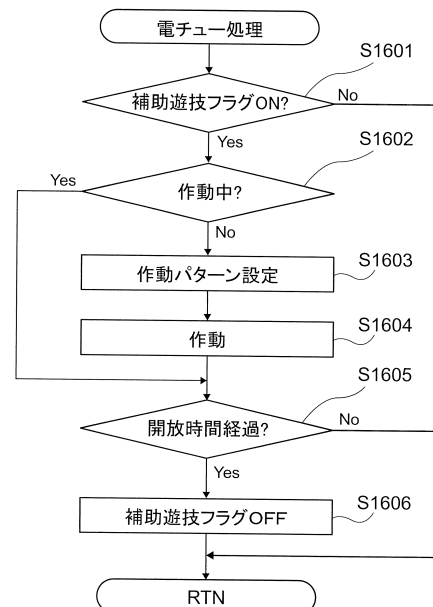 電チュー処理
S1601
補助遊技フラグON?
No
Yes
S1602
Yes
作動中?
No
S1603
作動パターン設定
S1604
作動
S1605
開放時間経過?
No
Yes
S1606
補助遊技フラグOFF
RTN